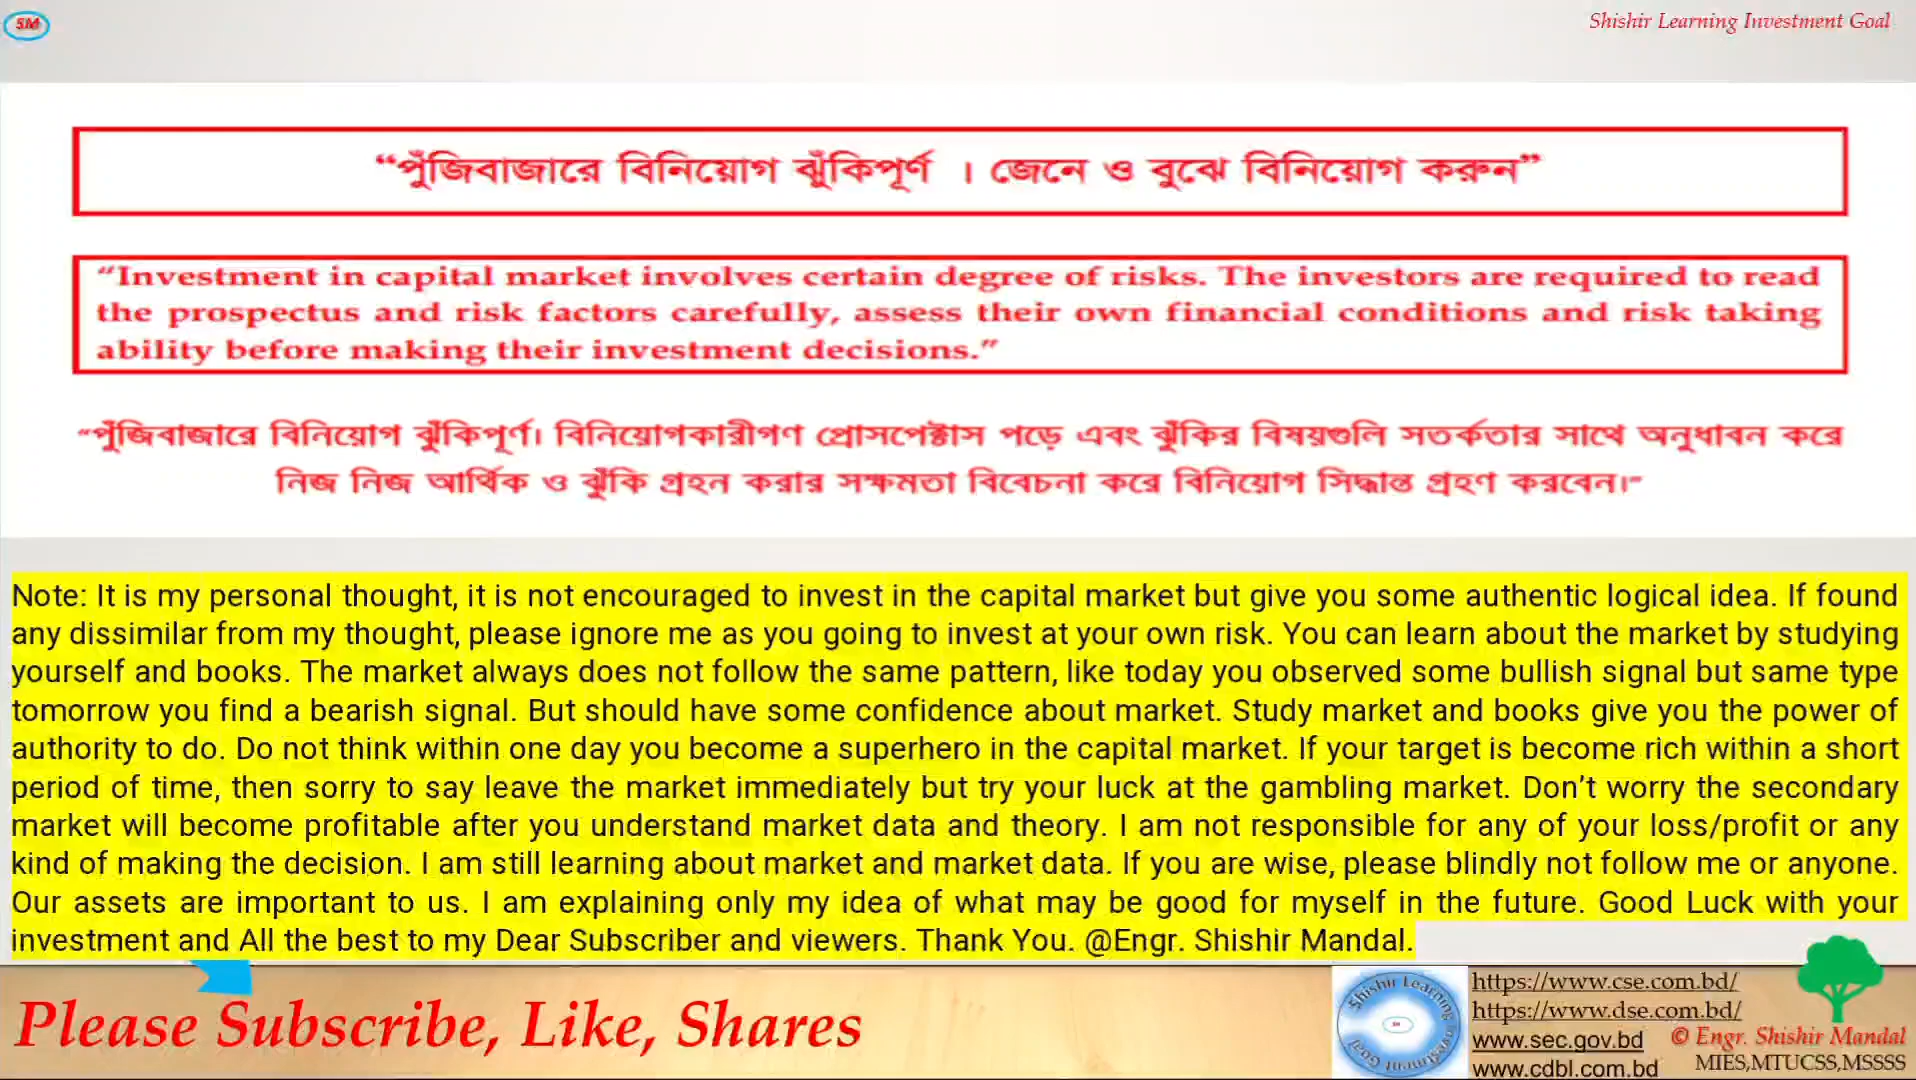 SM
Shishir Learning Investment Goal
“পুঁজিবাজারে বিনিয়োগ ঝুঁকিপূর্ণ । জেনে ও বুঝে বিনিয়োগ করুন”
“Investment in capital market involves certain degree of risks. The investors are required to read
the prospectus and risk factors carefully, assess their own financial conditions and risk taking
ability before making their investment decisions.”
“পুঁজিবাজারে বিনিয়োগ ঝুঁকিপূর্ণ। বিনিয়োগকারীগণ প্রোসপেক্টাস পড়ে এবং ঝুঁকির বিষয়গুলি সতর্কতার সাথে অনুধাবন করে
নিজ নিজ আর্থিক ও ঝুঁকি গ্রহন করার সক্ষমতা বিবেচনা করে বিনিয়োগ সিদ্ধান্ত গ্রহণ করবেন।”
Note: It is my personal thought, it is not encouraged to invest in the capital market but give you some authentic logical idea. If found
any dissimilar from my thought, please ignore me as you going to invest at your own risk. You can learn about the market by studying
yourself and books. The market always does not follow the same pattern, like today you observed some bullish signal but same type
tomorrow you find a bearish signal. But should have some confidence about market. Study market and books give you the power of
authority to do. Do not think within one day you become a superhero in the capital market. If your target is become rich within a short
period of time, then sorry to say leave the market immediately but try your luck at the gambling market. Don’t worry the secondary
market will become profitable after you understand market data and theory. I am not responsible for any of your loss/profit or any
kind of making the decision. I am still learning about market and market data. If you are wise, please blindly not follow me or anyone.
Our assets are important to us. I am explaining only my idea of what may be good for myself in the future. Good Luck with your
investment and All the best to my Dear Subscriber and viewers. Thank You. @Engr. Shishir Mandal.
Please Subscribe, Like, Shares
Shishir Learning Investment Goal
SM
https://www.cse.com.bd/
https://www.dse.com.bd/
www.sec.gov.bd
www.cdbl.com.bd
© Engr. Shishir Mandal
MIES,MTUCSS,MSSSS